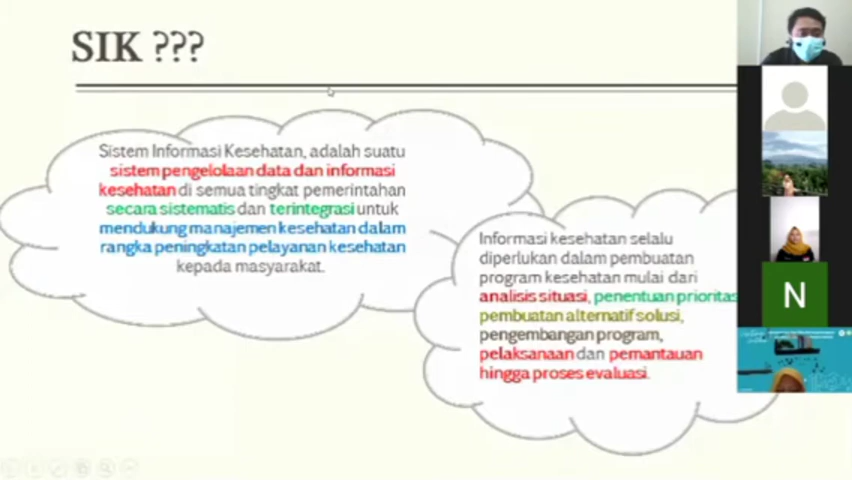 SIK ???
Sistem Informasi Kesehatan, adalah suatu
sistem pengelolaan data dan informasi
kesehatan di semua tingkat pemerintahan
secara sistematis dan terintegrasi untuk
mendukung manajemen kesehatan dalam
rangka peningkatan pelayanan kesehatan
kepada masyarakat.
Informasi kesehatan selalu
diperlukan dalam pembuatan
program kesehatan mulai dari
analisis situasi, penentuan prioritas
pembuatan alternatif solusi,
pengembangan program,
pelaksanaan dan pemantauan
hingga proses evaluasi.
N